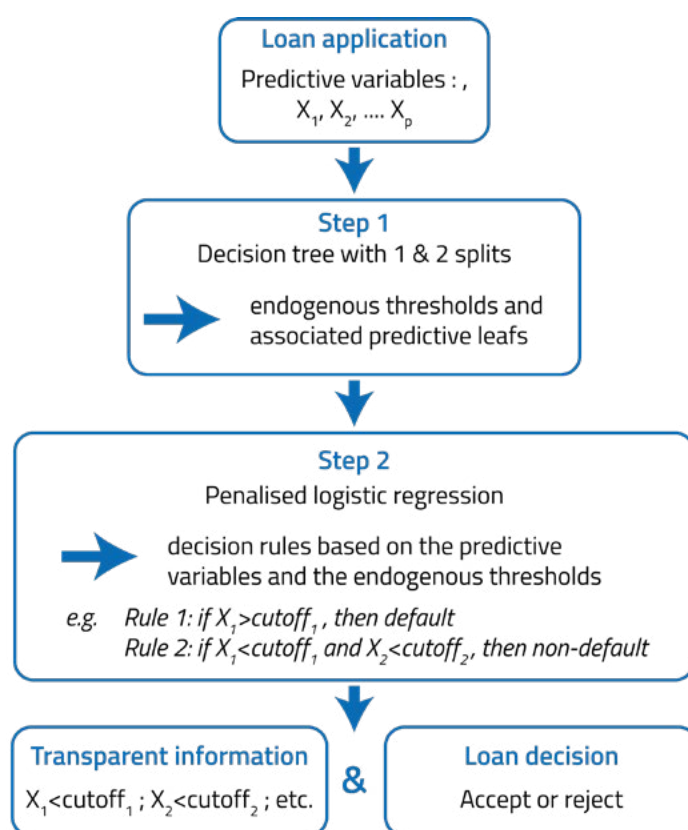 Loan application
Predictive variables : ,
X₁, X₂, .... Xₚ
Step 1
Decision tree with 1 & 2 splits
endogenous thresholds and
associated predictive leafs
Step 2
Penalised logistic regression
decision rules based on the predictive
variables and the endogenous thresholds
e.g. Rule 1: if X₁>cutoff₁, then default
Rule 2: if X₁<cutoff₁ and X₂<cutoff₂, then non-default
Transparent information
X₁<cutoff₁ ; X₂<cutoff₂ ; etc.
&
Loan decision
Accept or reject